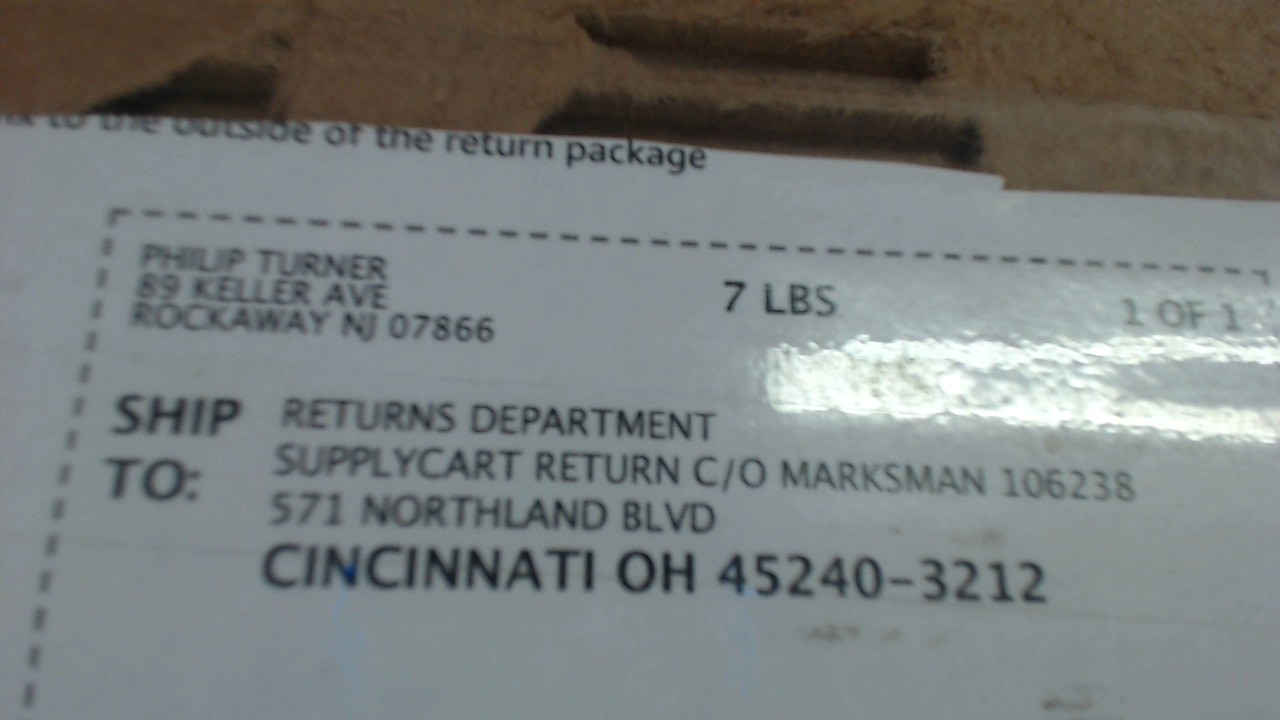 to the outside of the return package
PHILIP TURNER
89 KELLER AVE
ROCKAWAY NJ 07866
7 LBS
1 OF 1
SHIP TO:
RETURNS DEPARTMENT
SUPPLYCART RETURN C/O MARKSMAN 106238
571 NORTHLAND BLVD
CINCINNATI OH 45240-3212